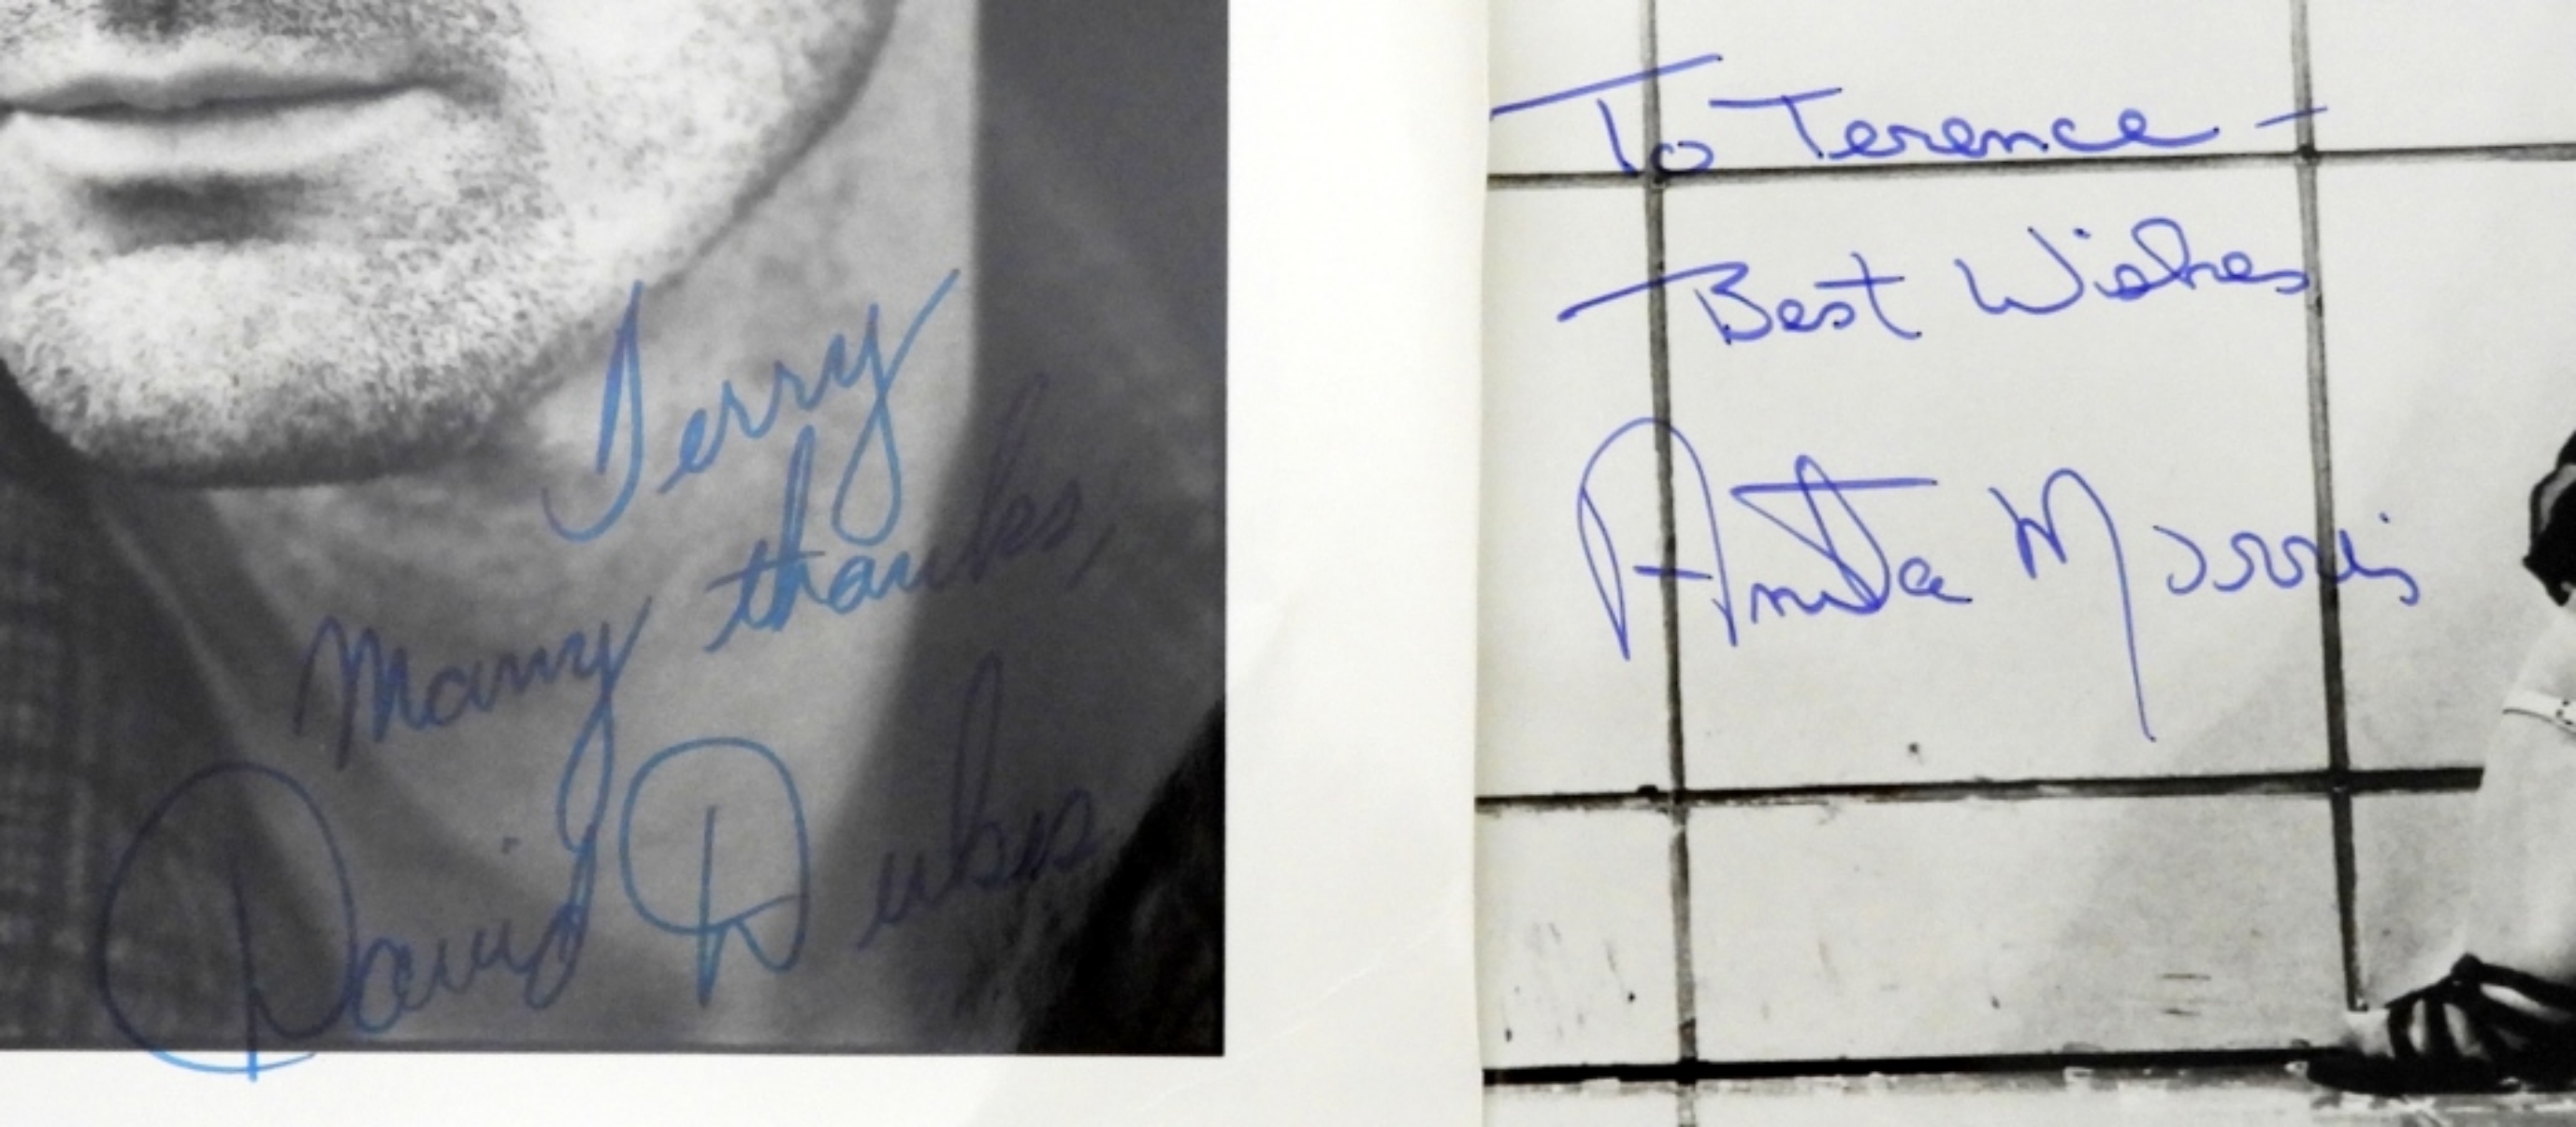 Terry
Many thanks,
David Dukes
To Terence -
Best Wishes
Anita Morris